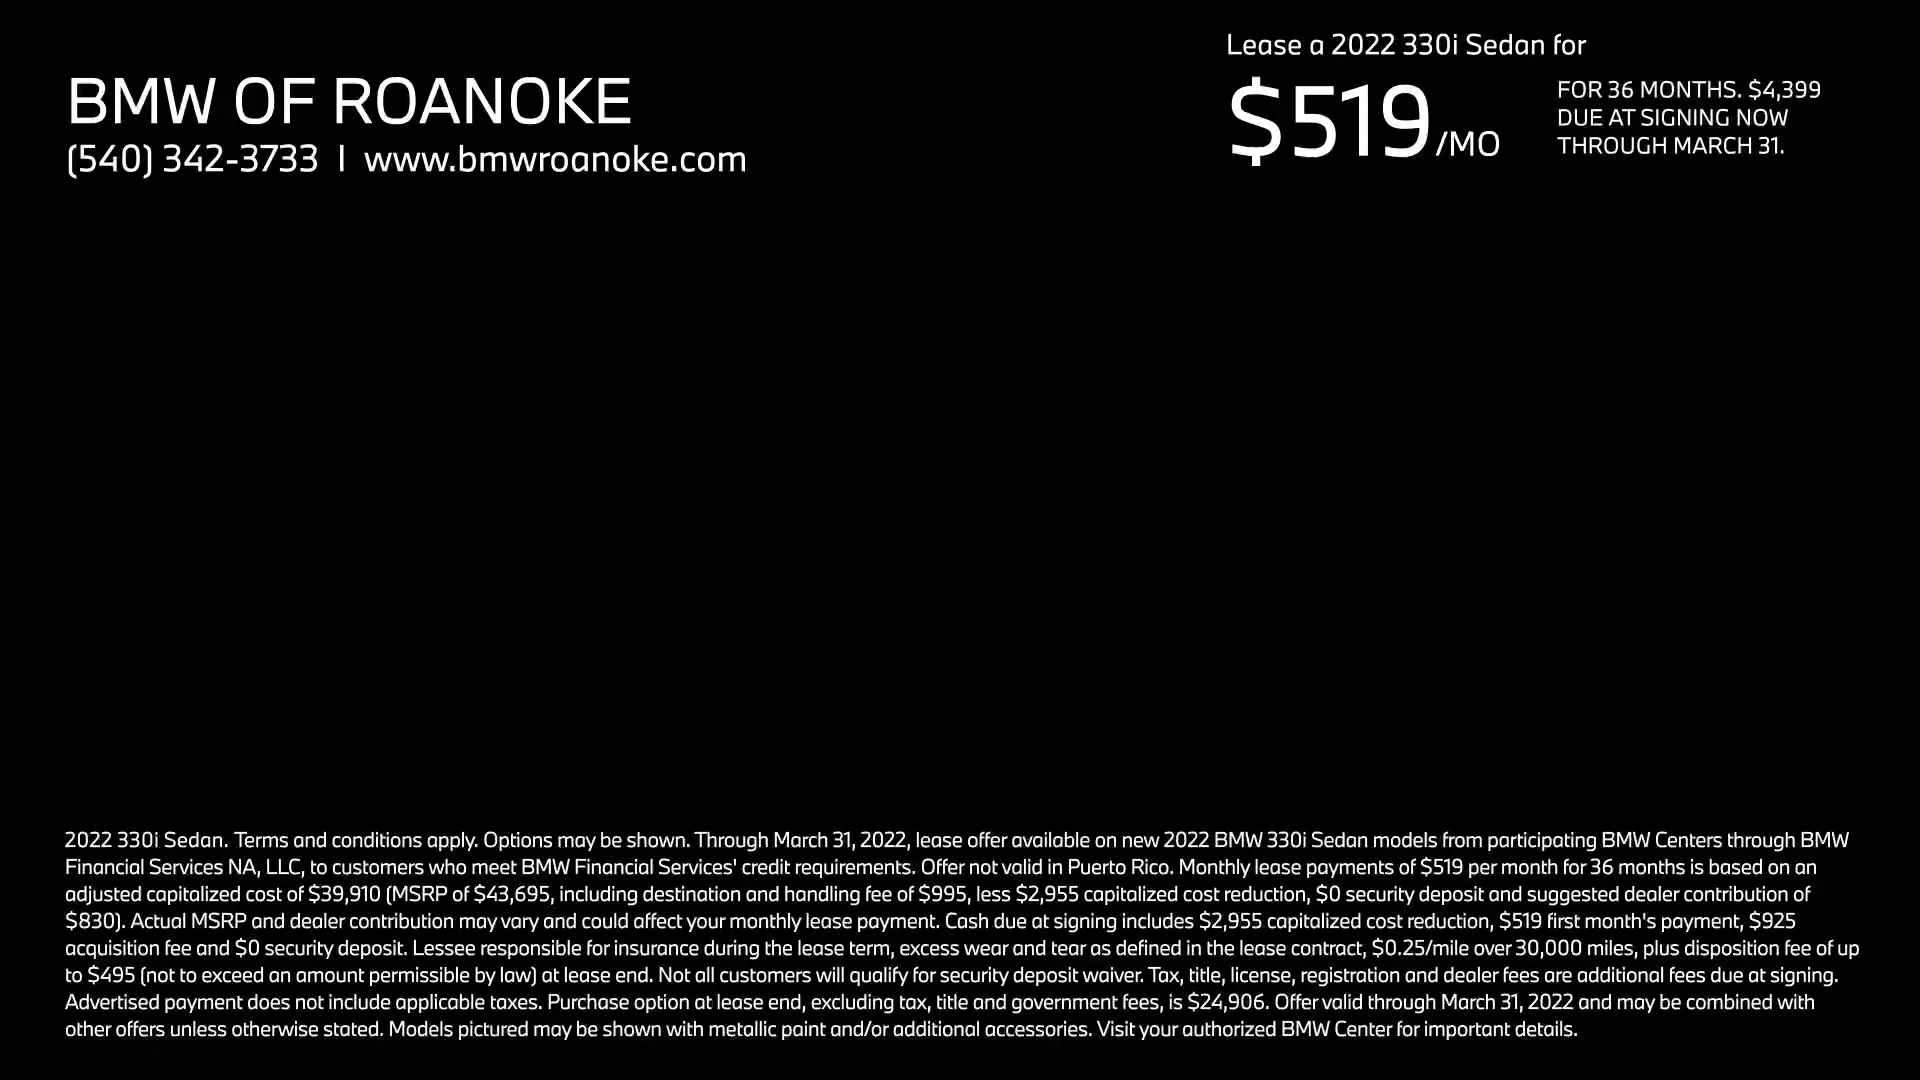 BMW OF ROANOKE
(540) 342-3733 | www.bmwroanoke.com
Lease a 2022 330i Sedan for
$519/MO
FOR 36 MONTHS. $4,399
DUE AT SIGNING NOW
THROUGH MARCH 31.
2022 330i Sedan. Terms and conditions apply. Options may be shown. Through March 31, 2022, lease offer available on new 2022 BMW 330i Sedan models from participating BMW Centers through BMW
Financial Services NA, LLC, to customers who meet BMW Financial Services' credit requirements. Offer not valid in Puerto Rico. Monthly lease payments of $519 per month for 36 months is based on an
adjusted capitalized cost of $39,910 (MSRP of $43,695, including destination and handling fee of $995, less $2,955 capitalized cost reduction, $0 security deposit and suggested dealer contribution of
$830). Actual MSRP and dealer contribution may vary and could affect your monthly lease payment. Cash due at signing includes $2,955 capitalized cost reduction, $519 first month's payment, $925
acquisition fee and $0 security deposit. Lessee responsible for insurance during the lease term, excess wear and tear as defined in the lease contract, $0.25/mile over 30,000 miles, plus disposition fee of up
to $495 (not to exceed an amount permissible by law) at lease end. Not all customers will qualify for security deposit waiver. Tax, title, license, registration and dealer fees are additional fees due at signing.
Advertised payment does not include applicable taxes. Purchase option at lease end, excluding tax, title and government fees, is $24,906. Offer valid through March 31, 2022 and may be combined with
other offers unless otherwise stated. Models pictured may be shown with metallic paint and/or additional accessories. Visit your authorized BMW Center for important details.